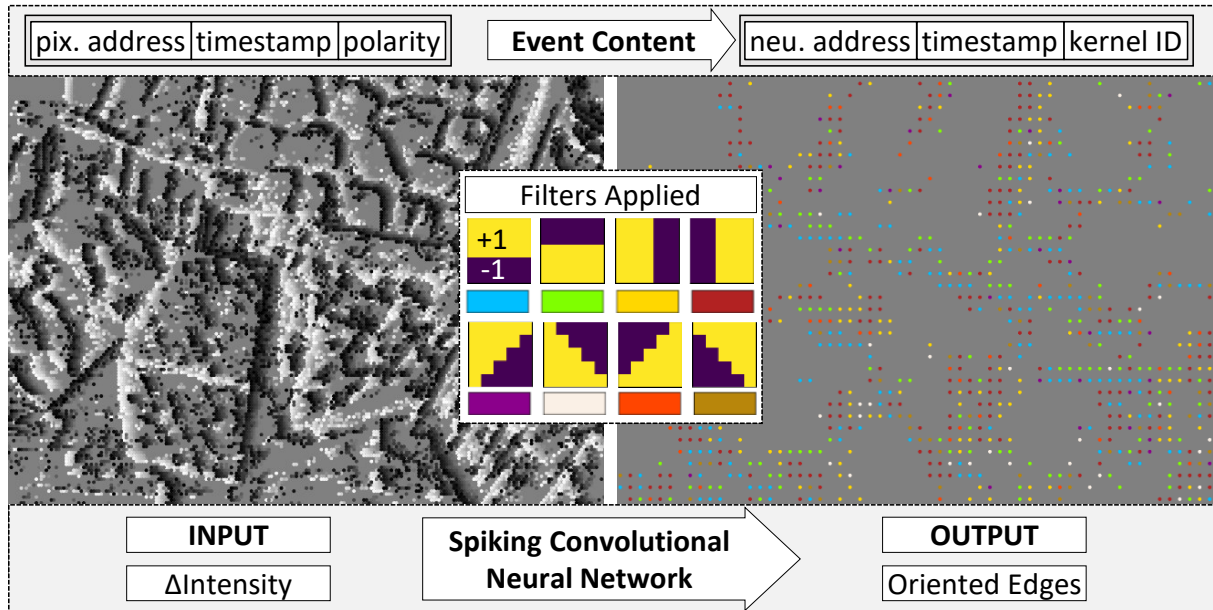 pix. address timestamp polarity
Event Content
neu. address timestamp kernel ID
Filters Applied
+1
-1
INPUT
ΔIntensity
Spiking Convolutional
Neural Network
OUTPUT
Oriented Edges